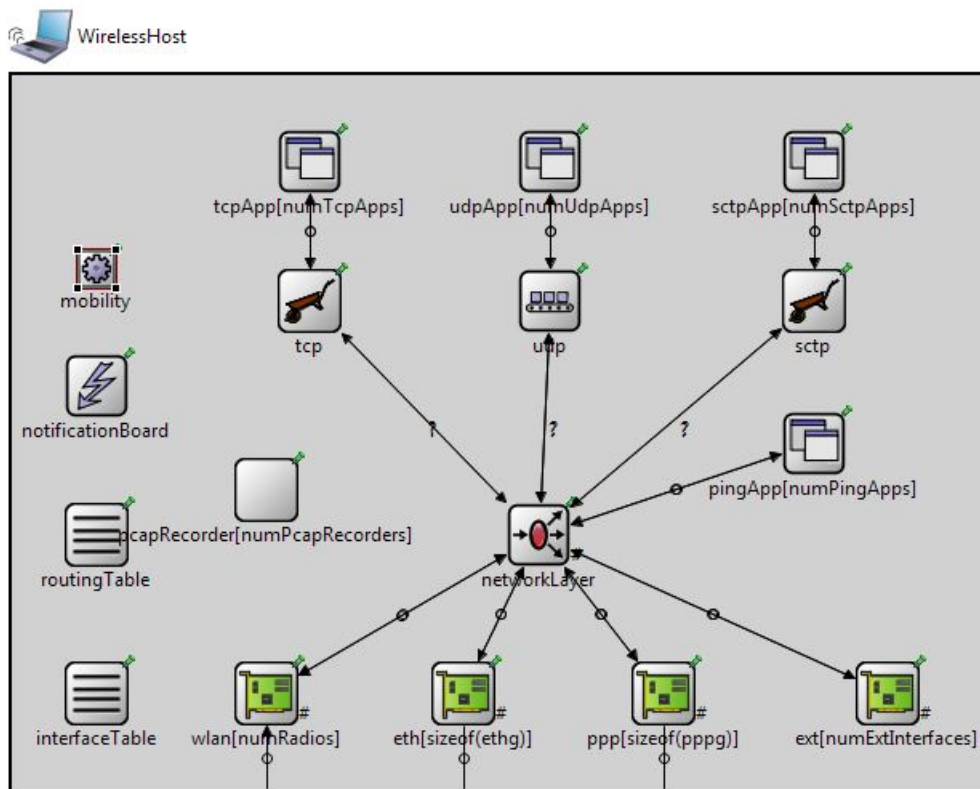 WirelessHost
tcpApp[numTcpApps]
udpApp[numUdpApps]
sctpApp[numSctpApps]
mobility
tcp
udp
sctp
notificationBoard
?
?
?
pingApp[numPingApps]
pcapRecorder[numPcapRecorders]
routingTable
networkLayer
#
interfaceTable
wlan[numRadios]
#
eth[sizeof(ethg)]
#
ppp[sizeof(pppg)]
#
ext[numExtInterfaces]
#